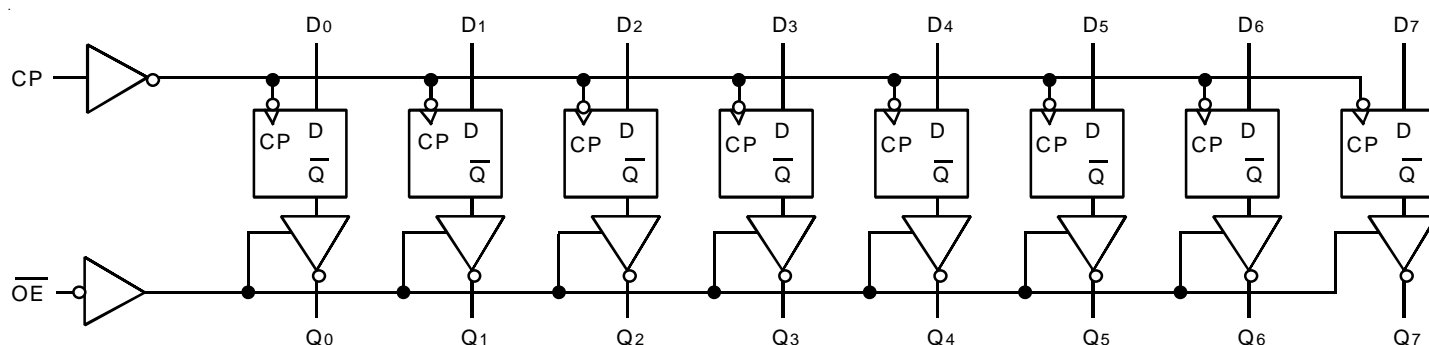 D0 D1 D2 D3 D4 D5 D6 D7
CP
CP D CP D CP D CP D CP D CP D CP D CP D
Q̅ Q̅ Q̅ Q̅ Q̅ Q̅ Q̅ Q̅
O̅E̅
Q0 Q1 Q2 Q3 Q4 Q5 Q6 Q7